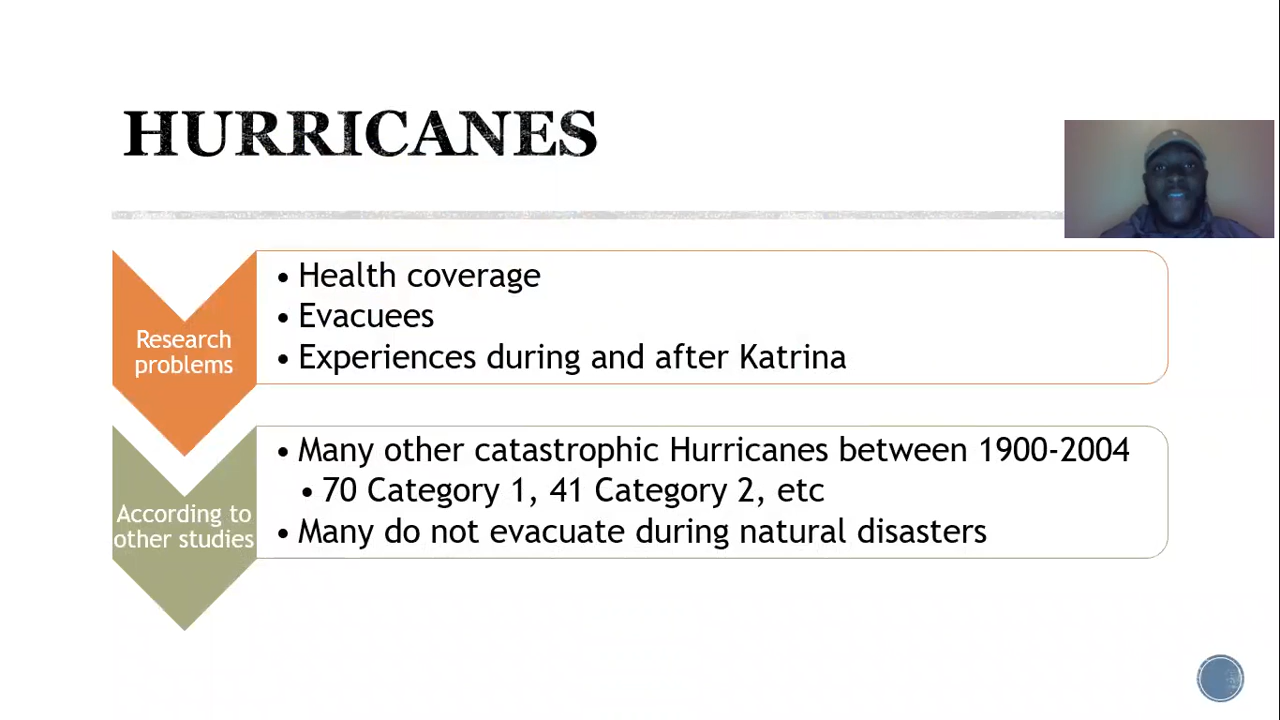 HURRICANES
Research
problems
• Health coverage
• Evacuees
• Experiences during and after Katrina
According to
other studies
• Many other catastrophic Hurricanes between 1900-2004
• 70 Category 1, 41 Category 2, etc
• Many do not evacuate during natural disasters